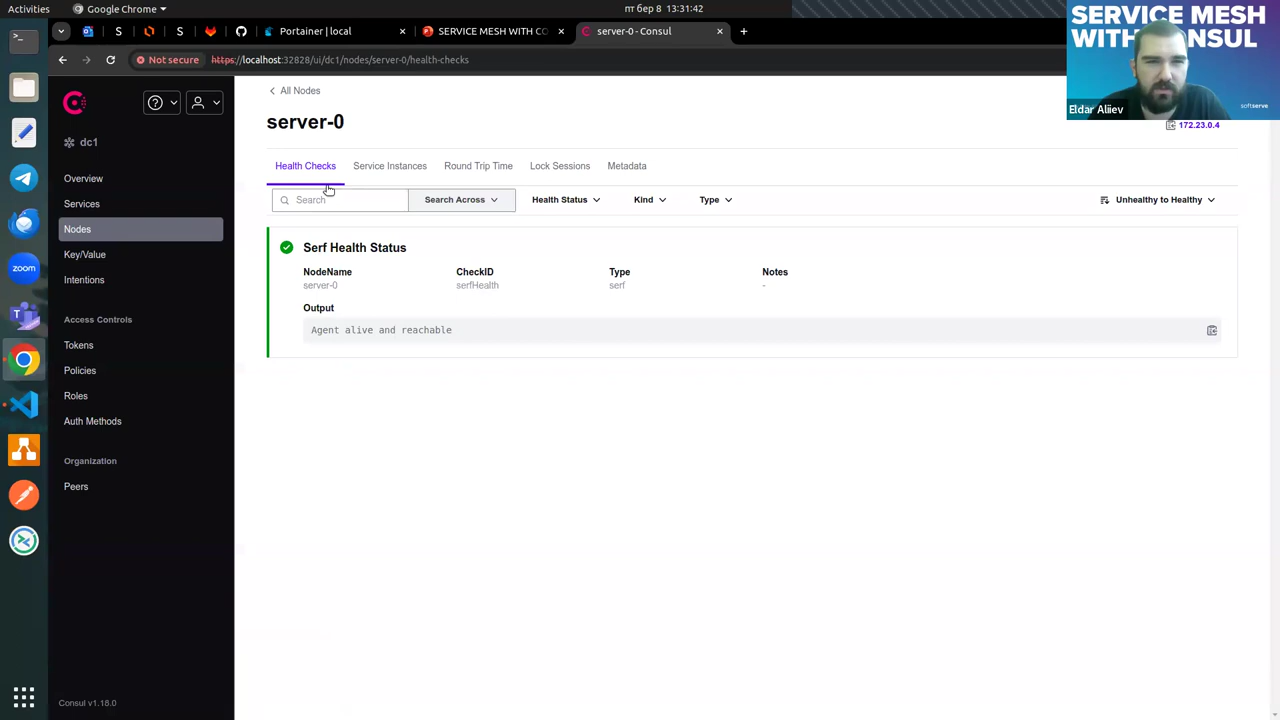 Activities
Google Chrome
пт бер 8 13:31:42
Portainer | local
SERVICE MESH WITH CO
server-0 - Consul
Not secure
https://localhost:32828/ui/dc1/nodes/server-0/health-checks
SERVICE MESH
WITH CONSUL
Eldar Aliiev
softserve
All Nodes
server-0
172.23.0.4
dc1
Overview
Services
Nodes
Key/Value
Intentions
Access Controls
Tokens
Policies
Roles
Auth Methods
Organization
Peers
Consul v1.18.0
Health Checks
Service Instances
Round Trip Time
Lock Sessions
Metadata
Search
Search Across
Health Status
Kind
Type
Unhealthy to Healthy
Serf Health Status
NodeName
CheckID
Type
Notes
server-0
serfHealth
serf
-
Output
Agent alive and reachable
zoom